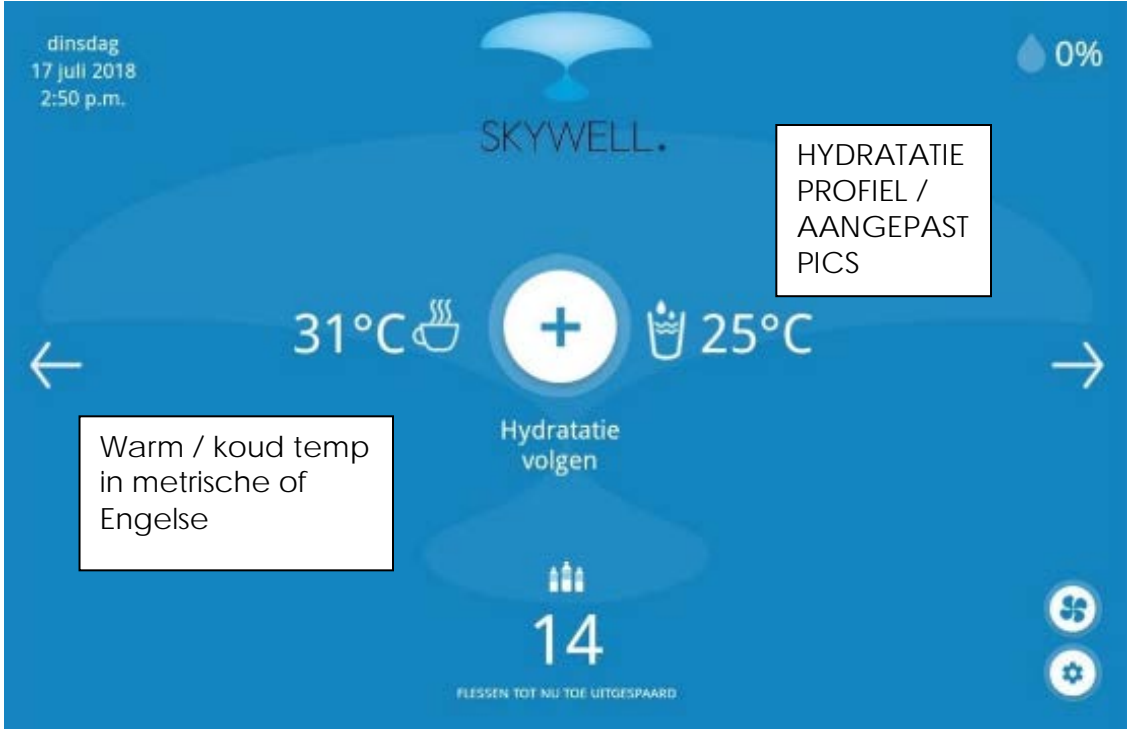 dinsdag
17 juli 2018
2:50 p.m.
0%
SKYWELL.
HYDRATATIE
PROFIEL /
AANGEPAST
PICS
31°C
+
25°C
Hydratatie
volgen
Warm / koud temp
in metrische of
Engelse
14
FLESSEN TOT NU TOE UITGESPAARD